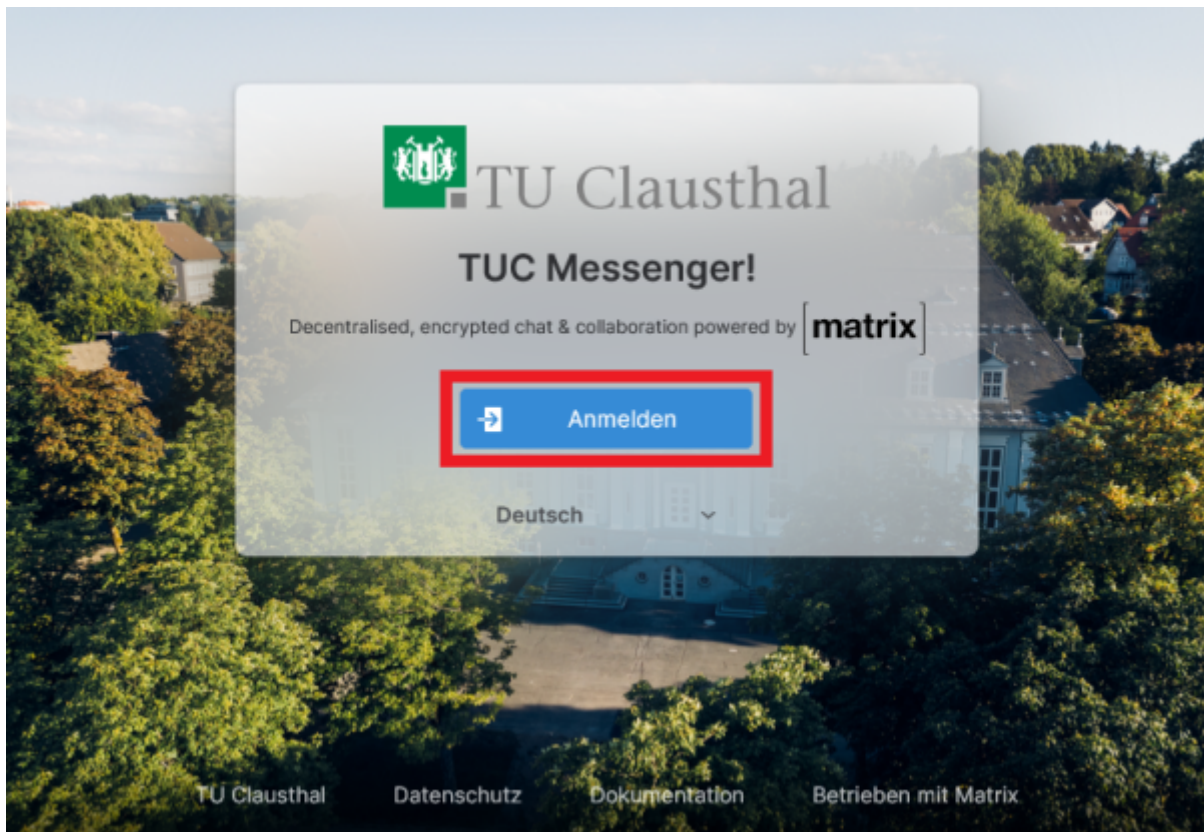 TU Clausthal
TUC Messenger!
Decentralised, encrypted chat & collaboration powered by [matrix]
Anmelden
Deutsch
TU Clausthal Datenschutz Dokumentation Betrieben mit Matrix